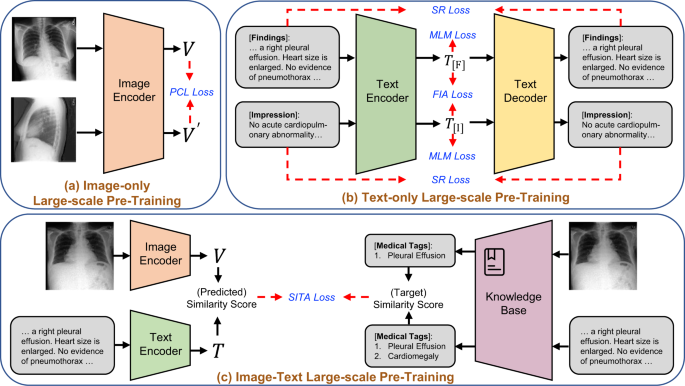 SR Loss
[Findings]:
… a right pleural
effusion. Heart size is
enlarged. No evidence
of pneumothorax …
MLM Loss
T[F]
[Findings]:
… a right pleural
effusion. Heart size is
enlarged. No evidence
of pneumothorax …
Image
Encoder
V
PCL Loss
V′
Text
Encoder
FIA Loss
Text
Decoder
[Impression]:
No acute cardiopulm-
onary abnormality…
T[I]
[Impression]:
No acute cardiopulm-
onary abnormality…
MLM Loss
SR Loss
(a) Image-only
Large-scale Pre-Training
(b) Text-only Large-scale Pre-Training
Image
Encoder
V
(Predicted)
Similarity Score
SITA Loss
[Medical Tags]:
1. Pleural Effusion
(Target)
Similarity Score
Knowledge
Base
… a right pleural
effusion. Heart size is
enlarged. No evidence
of pneumothorax …
Text
Encoder
T
[Medical Tags]:
1. Pleural Effusion
2. Cardiomegaly
… a right pleural
effusion. Heart size is
enlarged. No evidence
of pneumothorax …
(c) Image-Text Large-scale Pre-Training